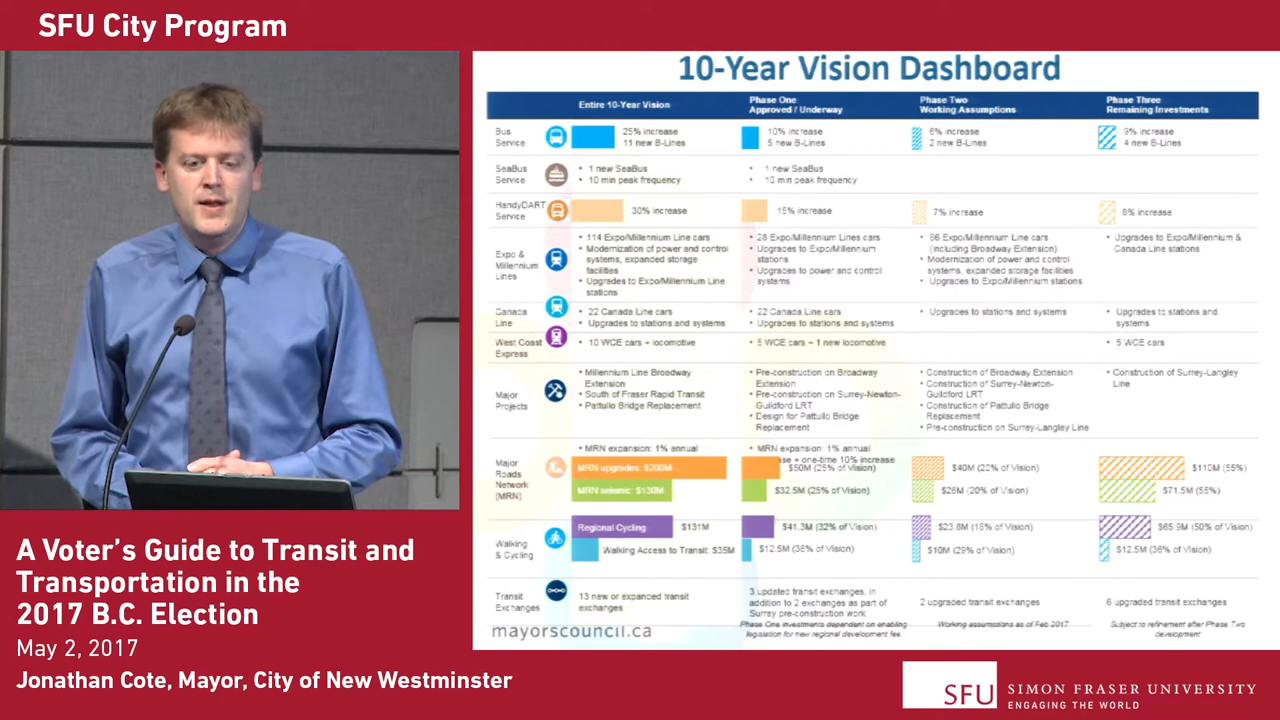 SFU City Program
10-Year Vision Dashboard
Entire 10-Year Vision
Phase One
Approved / Underway
Phase Two
Working Assumptions
Phase Three
Remaining Investments
Bus
Service
25% increase
11 new B-Lines
10% increase
5 new B-Lines
6% increase
2 new B-Lines
9% increase
4 new B-Lines
SeaBus
Service
• 1 new SeaBus
• 10 min peak frequency
• 1 new SeaBus
• 10 min peak frequency
HandyDART
Service
30% increase
15% increase
7% increase
8% increase
Expo &
Millennium
Lines
• 114 Expo/Millennium Line cars
• Modernization of power and control
systems, expanded storage
facilities
• Upgrades to Expo/Millennium Line
stations
• 28 Expo/Millennium Lines cars
• Upgrades to Expo/Millennium
stations
• Upgrades to power and control
systems
• 86 Expo/Millennium Line cars
(including Broadway Extension)
• Modernization of power and control
systems, expanded storage facilities
• Upgrades to Expo/Millennium stations
• Upgrades to Expo/Millennium &
Canada Line stations
Canada
Line
• 22 Canada Line cars
• Upgrades to stations and systems
• 22 Canada Line cars
• Upgrades to stations and systems
• Upgrades to stations and systems
• Upgrades to stations and
systems
West Coast
Express
• 10 WCE cars + locomotive
• 5 WCE cars + 1 new locomotive
• 5 WCE cars
Major
Projects
• Millennium Line Broadway
Extension
• South of Fraser Rapid Transit
• Pattullo Bridge Replacement
• Pre-construction on Broadway
Extension
• Pre-construction on Surrey-Newton-
Guildford LRT
• Design for Pattullo Bridge
Replacement
• Construction of Broadway Extension
• Construction of Surrey-Newton-
Guildford LRT
• Construction of Pattullo Bridge
Replacement
• Pre-construction on Surrey-Langley Line
• Construction of Surrey-Langley
Line
Major
Roads
Network
(MRN)
• MRN expansion: 1% annual
MRN upgrades: $200M
MRN seismic: $130M
• MRN expansion: 1% annual
+ one-time 10% increase
$50M (25% of Vision)
$32.5M (25% of Vision)
$40M (20% of Vision)
$26M (20% of Vision)
$110M (55%)
$71.5M (55%)
Walking
& Cycling
Regional Cycling
$131M
Walking Access to Transit: $35M
$41.3M (32% of Vision)
$12.5M (36% of Vision)
$23.8M (18% of Vision)
$10M (29% of Vision)
$65.9M (50% of Vision)
$12.5M (36% of Vision)
Transit
Exchanges
13 new or expanded transit
exchanges
3 updated transit exchanges, in
addition to 2 exchanges as part of
Surrey pre-construction work
2 upgraded transit exchanges
6 upgraded transit exchanges
mayorscouncil.ca
Phase One investments dependent on enabling
legislation for new regional development fee
Working assumptions as of Feb 2017
Subject to refinement after Phase Two
development
A Voter's Guide to Transit and
Transportation in the
2017 B.C. Election
May 2, 2017
Jonathan Cote, Mayor, City of New Westminster
SFU
SIMON FRASER UNIVERSITY
ENGAGING THE WORLD